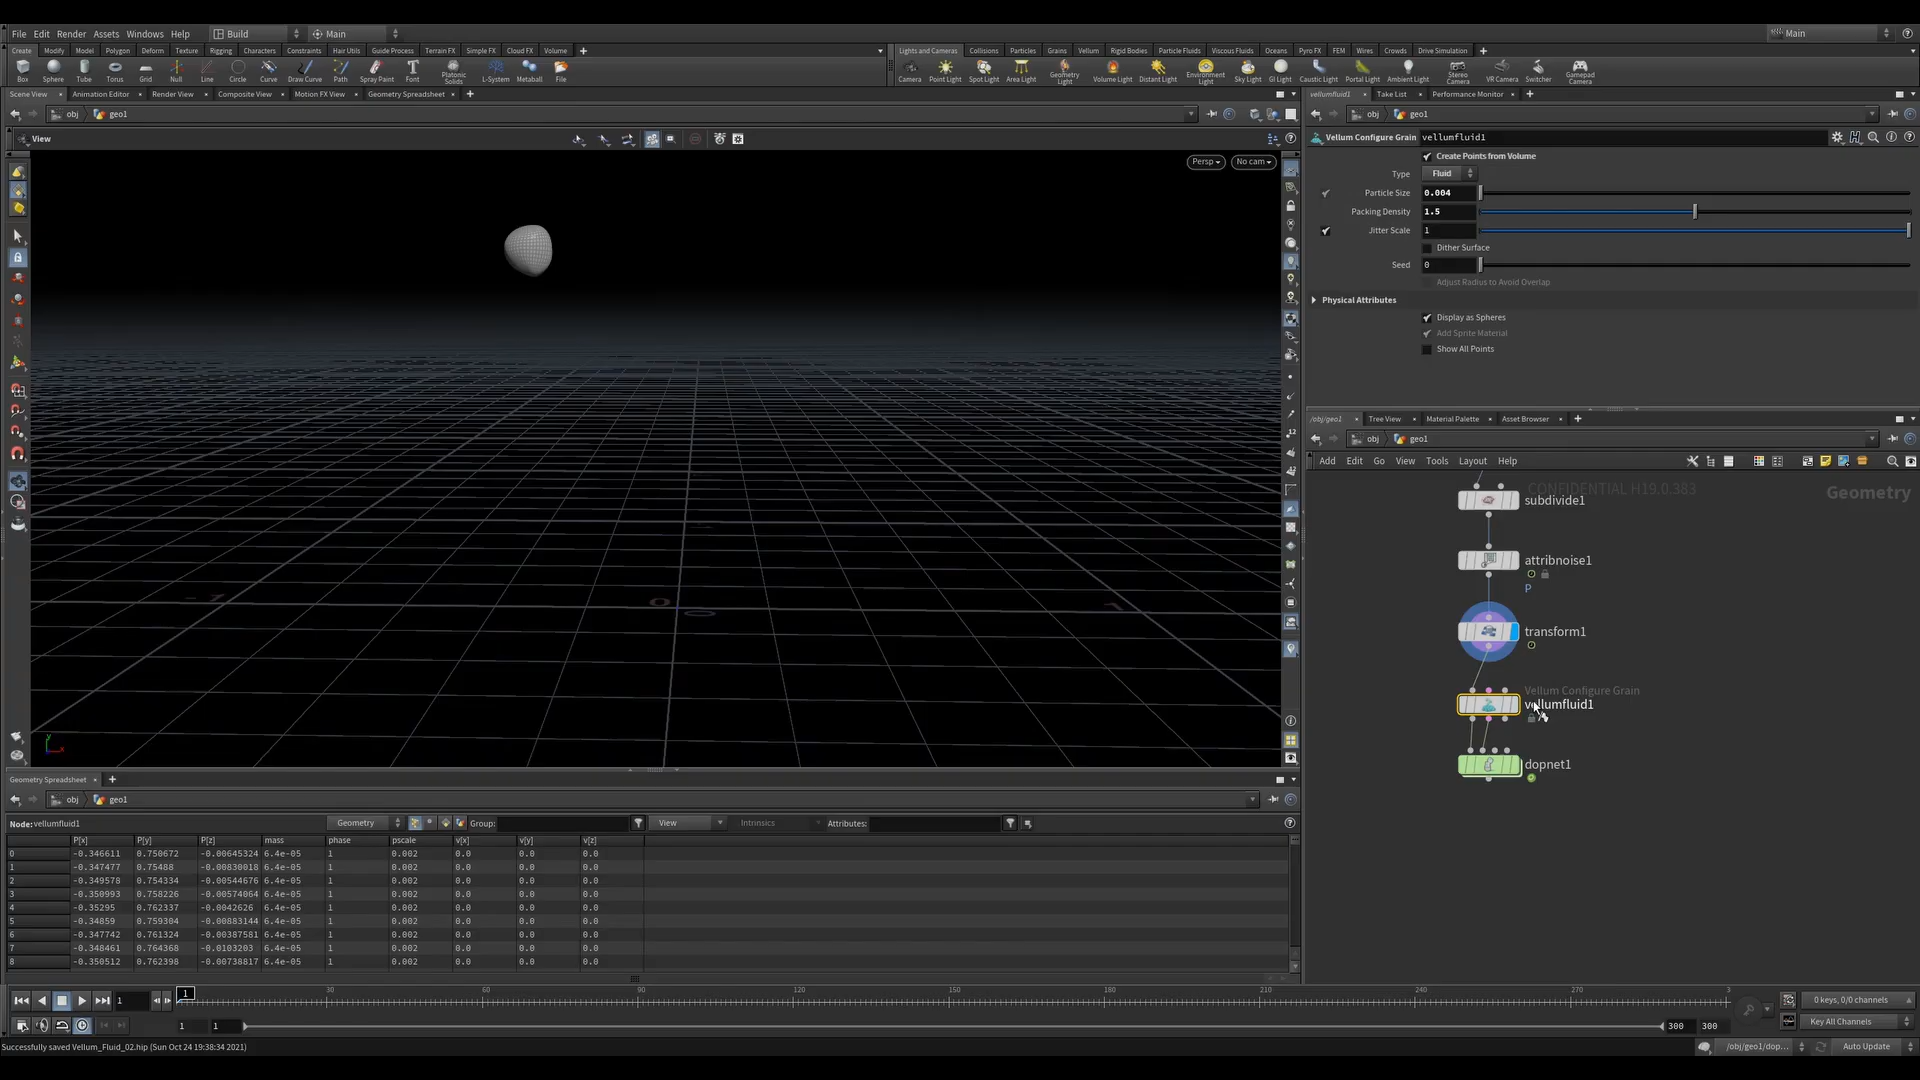 File Edit Render Assets Windows Help Build Main Main
Create Modify Model Polygon Deform Texture Rigging Characters Constraints Hair Utils Guide Process Terrain FX Simple FX Cloud FX Volume
Lights and Cameras Collisions Particles Grains Vellum Rigid Bodies Particle Fluids Viscous Fluids Oceans Pyro FX FEM Wires Crowds Drive Simulation
Box Sphere Tube Torus Grid Null Line Circle Curve Draw Curve Path Spray Paint Font Platonic Solids L-System Metaball File
Camera Point Light Spot Light Area Light Geometry Light Volume Light Distant Light Environment Light Sky Light GI Light Caustic Light Portal Light Ambient Light Stereo Camera VR Camera Switcher Gamepad Camera
Scene View Animation Editor Render View Composite View Motion FX View Geometry Spreadsheet
vellumfluid1 Take List Performance Monitor
obj geo1
obj geo1
View
Persp No cam
Vellum Configure Grain vellumfluid1
Create Points from Volume
Type Fluid
Particle Size 0.004
Packing Density 1.5
Jitter Scale 1
Dither Surface
Seed 0
Adjust Radius to Avoid Overlap
Physical Attributes
Display as Spheres
Add Sprite Material
Show All Points
/obj/geo1 Tree View Material Palette Asset Browser
obj geo1
Add Edit Go View Tools Layout Help
CONFIDENTIAL H19.0.383
Geometry
subdivide1
attribnoise1
P
transform1
Vellum Configure Grain
vellumfluid1
dopnet1
-1 0 1
y
x
Geometry Spreadsheet
obj geo1
Node: vellumfluid1 Geometry Group: View Intrinsics Attributes:
P[x] P[y] P[z] mass phase pscale v[x] v[y] v[z]
0 -0.346611 0.750672 -0.00645324 6.4e-05 1 0.002 0.0 0.0 0.0
1 -0.347477 0.75488 -0.00830018 6.4e-05 1 0.002 0.0 0.0 0.0
2 -0.349578 0.754334 -0.00544676 6.4e-05 1 0.002 0.0 0.0 0.0
3 -0.350993 0.758226 -0.00574064 6.4e-05 1 0.002 0.0 0.0 0.0
4 -0.35295 0.762337 -0.0042626 6.4e-05 1 0.002 0.0 0.0 0.0
5 -0.34859 0.759304 -0.00883144 6.4e-05 1 0.002 0.0 0.0 0.0
6 -0.347742 0.761324 -0.00387581 6.4e-05 1 0.002 0.0 0.0 0.0
7 -0.348461 0.764368 -0.0103203 6.4e-05 1 0.002 0.0 0.0 0.0
8 -0.350512 0.762398 -0.00738817 6.4e-05 1 0.002 0.0 0.0 0.0
1 1 30 60 90 120 150 180 210 240 270 3
0 keys, 0/0 channels
1 1 300 300
Key All Channels
Successfully saved Vellum_Fluid_02.hip (Sun Oct 24 19:38:34 2021)
/obj/geo1/dop... Auto Update